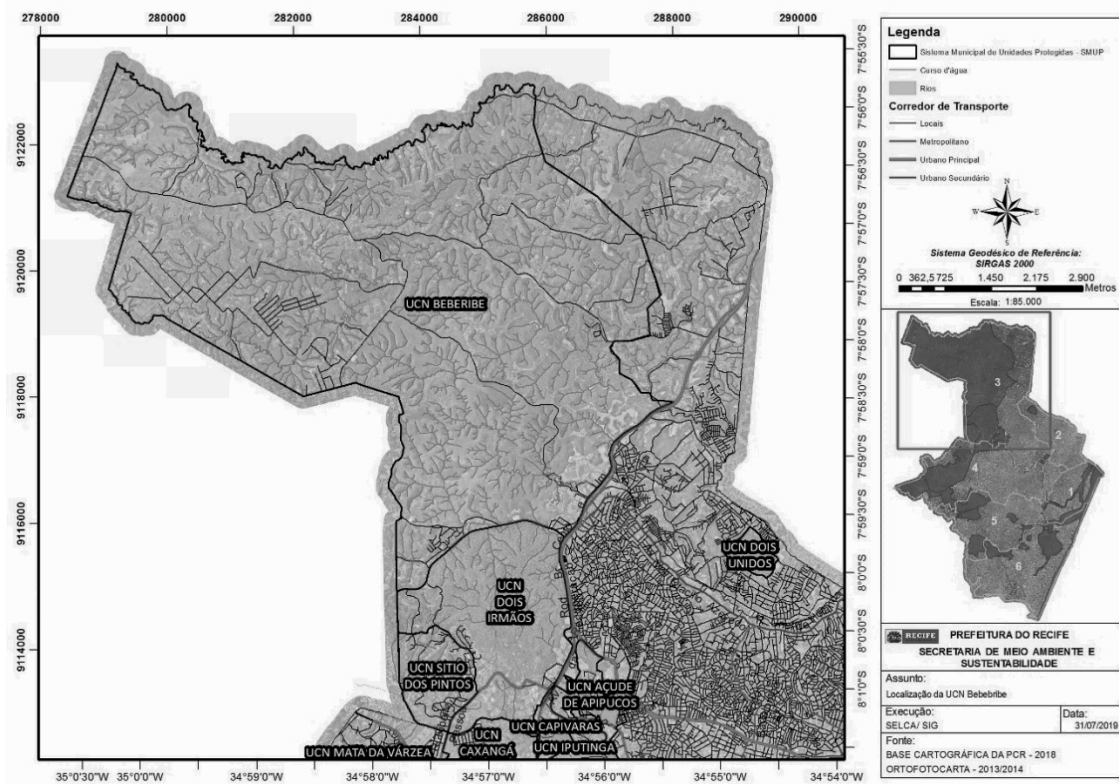 278000
280000
282000
284000
286000
288000
290000
9122000
9120000
9118000
9116000
9114000
7°55'30"S
7°56'0"S
7°56'30"S
7°57'0"S
7°57'30"S
7°58'0"S
7°58'30"S
7°59'0"S
7°59'30"S
8°0'0"S
8°0'30"S
8°1'0"S
35°0'30"W
35°0'0"W
34°59'0"W
34°58'0"W
34°57'0"W
34°56'0"W
34°55'0"W
34°54'0"W
UCN BEBERIBE
UCN DOIS
UNIDOS
UCN
DOIS
IRMÃOS
UCN SITIO
DOS PINTOS
UCN AÇUDE
DE APIPUCOS
UCN CAPIVARAS
UCN
CAXANGÁ
UCN IPUTINGA
UCN MATA DA VÁRZEA
Legenda
Sistema Municipal de Unidades Protegidas - SMUP
Curso d'água
Rios
Corredor de Transporte
Locais
Metropolitano
Urbano Principal
Urbano Secundário
N
W
E
S
Sistema Geodésico de Referência:
SIRGAS 2000
0 362,5725 1.450 2.175 2.900
Metros
Escala: 1:85.000
3
2
4
1
5
6
RECIFE
PREFEITURA DO RECIFE
SECRETARIA DE MEIO AMBIENTE E
SUSTENTABILIDADE
Assunto:
Localização da UCN Bebebribe
Execução:
SELCA/ SIG
Data:
31/07/2019
Fonte:
BASE CARTOGRÁFICA DA PCR - 2018
ORTOFOTOCARTA - 2013/2014